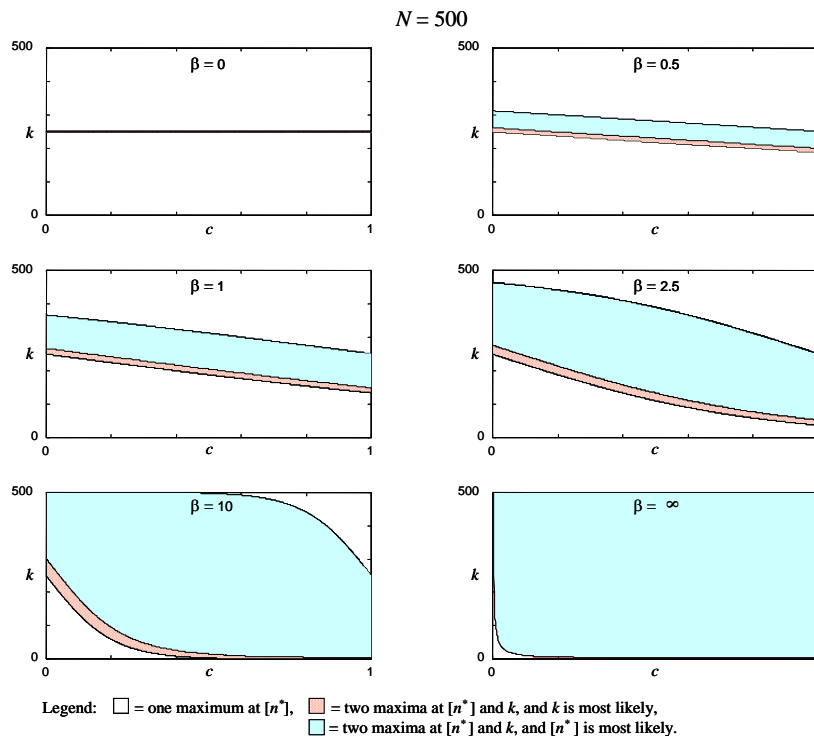 N = 500
500
β = 0
k
0
0
c
1
500
β = 0.5
k
0
0
c
500
β = 1
k
0
0
c
1
500
β = 2.5
k
0
0
c
500
β = 10
k
0
0
c
1
500
β = ∞
k
0
0
c
Legend: = one maximum at [n*], = two maxima at [n*] and k, and k is most likely,
= two maxima at [n*] and k, and [n*] is most likely.